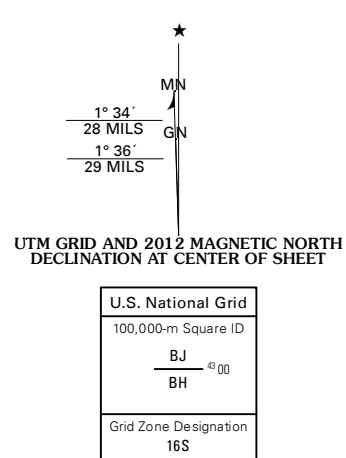 ★
MN
1° 34´
28 MILS
GN
1° 36´
29 MILS
UTM GRID AND 2012 MAGNETIC NORTH
DECLINATION AT CENTER OF SHEET
U.S. National Grid
100,000-m Square ID
BJ
43 00
BH
Grid Zone Designation
16S